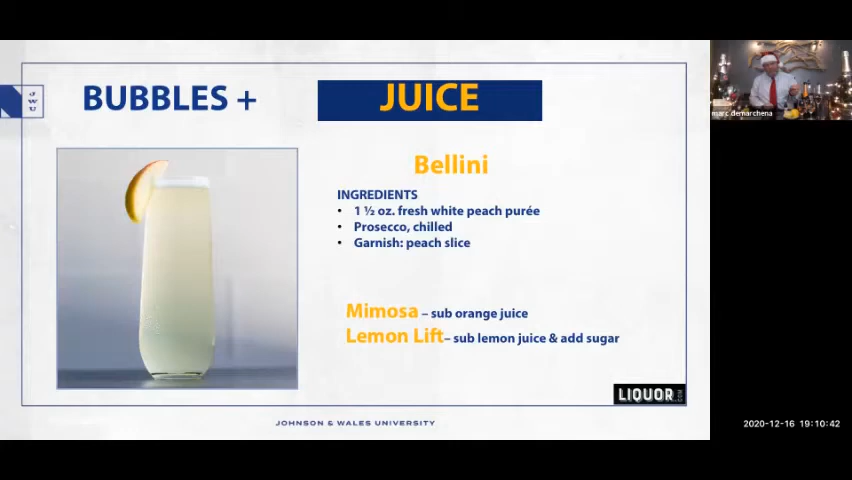 BUBBLES + JUICE
JWU
Bellini
INGREDIENTS
• 1 ½ oz. fresh white peach purée
• Prosecco, chilled
• Garnish: peach slice
Mimosa – sub orange juice
Lemon Lift– sub lemon juice & add sugar
LIQUOR.COM
JOHNSON & WALES UNIVERSITY
marc demarchena
2020-12-16 19:10:42